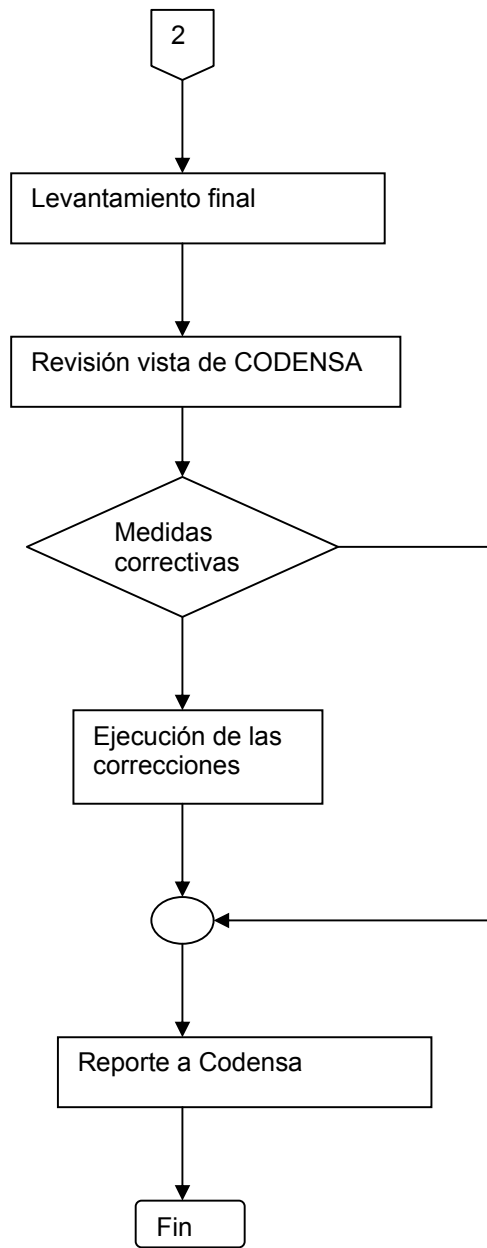 2
Levantamiento final
Revisión vista de CODENSA
Medidas
correctivas
Ejecución de las
correcciones
Reporte a Codensa
Fin